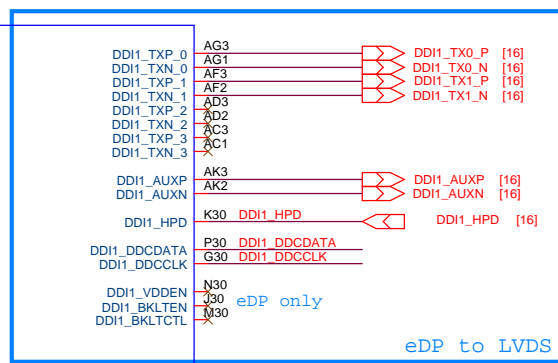 DDI1_TXP_0 AG3 DDI1_TX0_P [16]
DDI1_TXN_0 AG1 DDI1_TX0_N [16]
DDI1_TXP_1 AF3 DDI1_TX1_P [16]
DDI1_TXN_1 AF2 DDI1_TX1_N [16]
DDI1_TXP_2 AD3
DDI1_TXN_2 AD2
DDI1_TXP_3 AC3
DDI1_TXN_3 AC1
DDI1_AUXP AK3 DDI1_AUXP [16]
DDI1_AUXN AK2 DDI1_AUXN [16]
DDI1_HPD K30 DDI1_HPD DDI1_HPD [16]
DDI1_DDCDATA P30 DDI1_DDCDATA
DDI1_DDCCLK G30 DDI1_DDCCLK
DDI1_VDDEN N30
DDI1_BKLTEN J30 eDP only
DDI1_BKLTCTL M30
eDP to LVDS